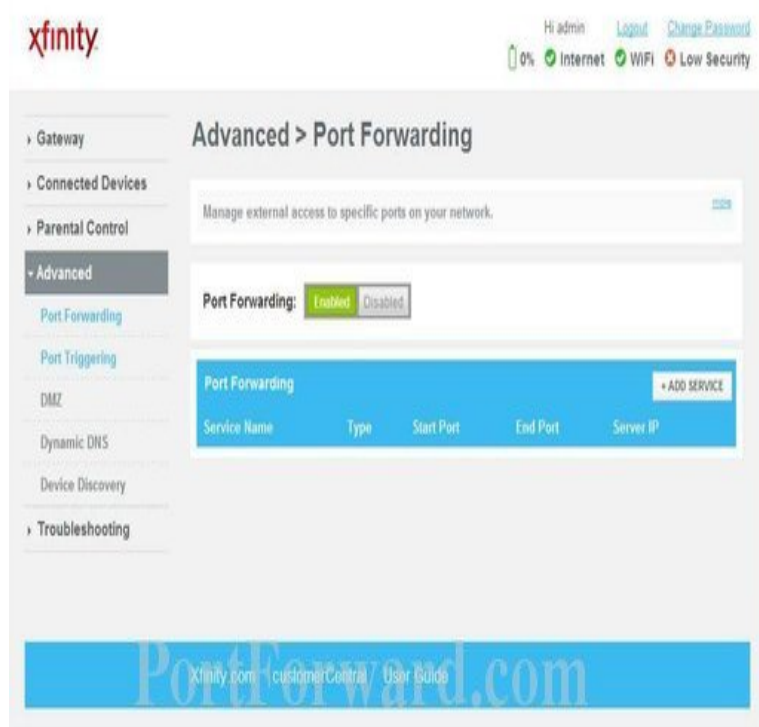 xfinity
Hi admin Logout Change Password
0% Internet WiFi Low Security
Gateway
Connected Devices
Parental Control
Advanced
Port Forwarding
Port Triggering
DMZ
Dynamic DNS
Device Discovery
Troubleshooting
Advanced > Port Forwarding
Manage external access to specific ports on your network. more
Port Forwarding: Enabled Disabled
Port Forwarding + ADD SERVICE
Service Name Type Start Port End Port Server IP
Xfinity.com customerCentral User Guide
PortForward.com